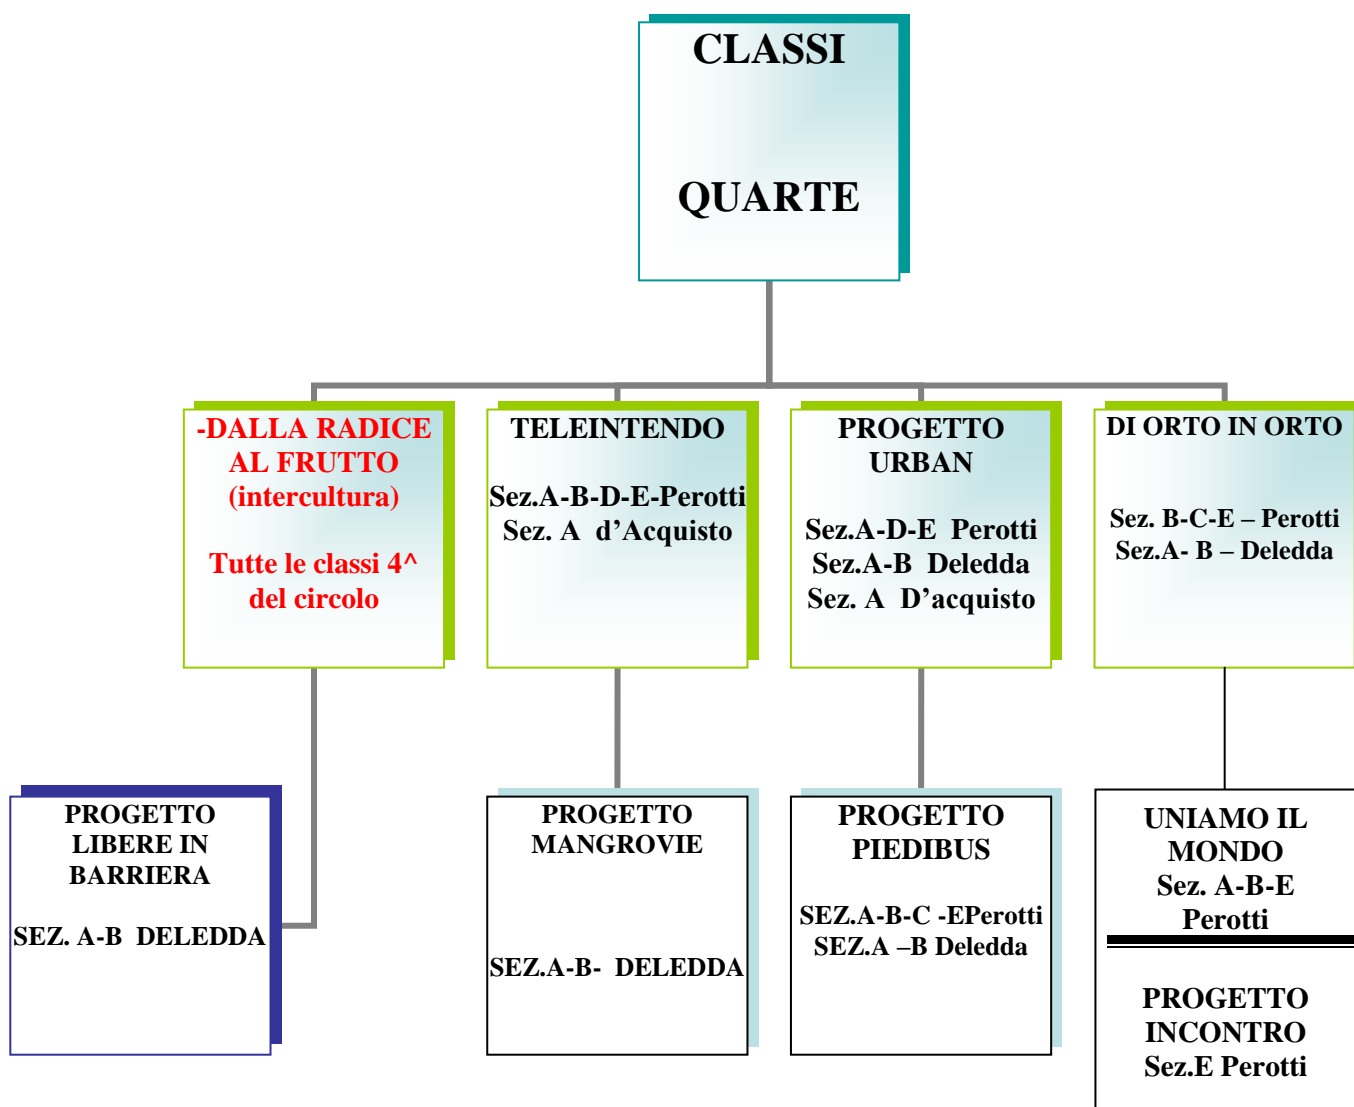 CLASSI
QUARTE
-DALLA RADICE
AL FRUTTO
(intercultura)
Tutte le classi 4^
del circolo
TELEINTENDO
Sez.A-B-D-E-Perotti
Sez. A d’Acquisto
PROGETTO
URBAN
Sez.A-D-E Perotti
Sez.A-B Deledda
Sez. A D’acquisto
DI ORTO IN ORTO
Sez. B-C-E – Perotti
Sez.A- B – Deledda
PROGETTO
LIBERE IN
BARRIERA
SEZ. A-B DELEDDA
PROGETTO
MANGROVIE
SEZ.A-B- DELEDDA
PROGETTO
PIEDIBUS
SEZ.A-B-C -EPerotti
SEZ.A –B Deledda
UNIAMO IL
MONDO
Sez. A-B-E
Perotti
PROGETTO
INCONTRO
Sez.E Perotti